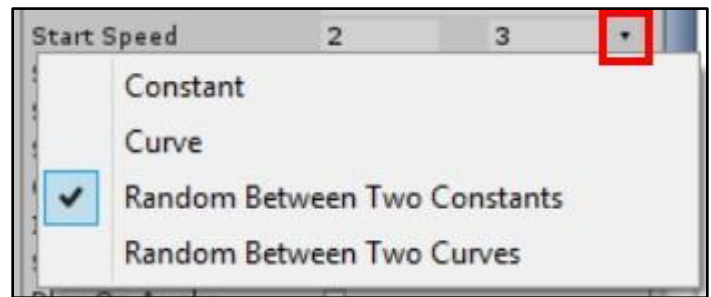 Start Speed 2 3
Constant
Curve
Random Between Two Constants
Random Between Two Curves